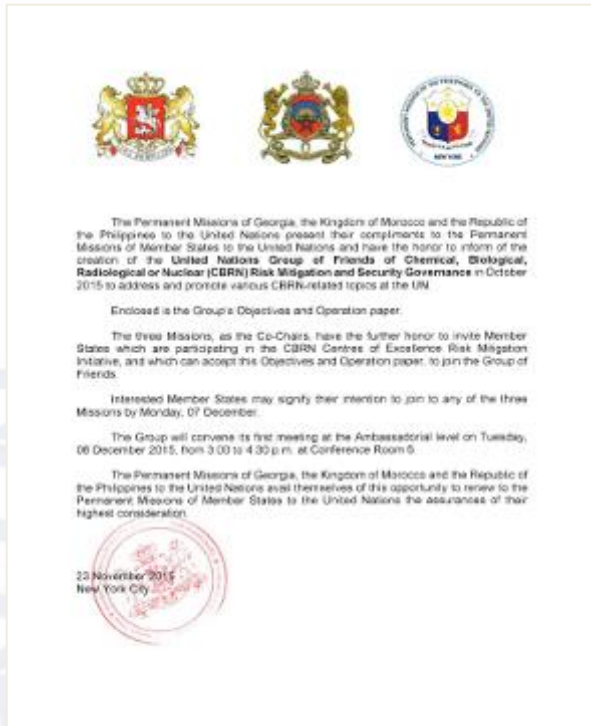 NEW YORK
The Permanent Missions of Georgia, the Kingdom of Morocco and the Republic of
the Philippines to the United Nations present their compliments to the Permanent
Missions of Member States to the United Nations and have the honor to inform of the
creation of the United Nations Group of Friends of Chemical, Biological,
Radiological or Nuclear (CBRN) Risk Mitigation and Security Governance in October
2015 to address and promote various CBRN-related topics at the UN.
Enclosed is the Group's Objectives and Operation paper.
The three Missions, as the Co-Chairs, have the further honor to invite Member
States which are participating in the CBRN Centres of Excellence Risk Mitigation
Initiative, and which can accept this Objectives and Operation paper, to join the Group of
Friends.
Interested Member States may signify their intention to join to any of the three
Missions by Monday, 07 December.
The Group will convene its first meeting at the Ambassadorial level on Tuesday,
08 December 2015, from 3:00 to 4:30 p.m. at Conference Room 6.
The Permanent Missions of Georgia, the Kingdom of Morocco and the Republic of
the Philippines to the United Nations avail themselves of this opportunity to renew to the
Permanent Missions of Member States to the United Nations the assurances of their
highest consideration.
23 November 2015
New York City